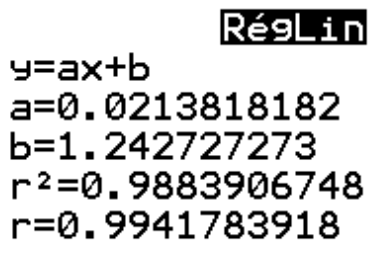 RégLin
y=ax+b
a=0.0213818182
b=1.242727273
r²=0.9883906748
r=0.9941783918